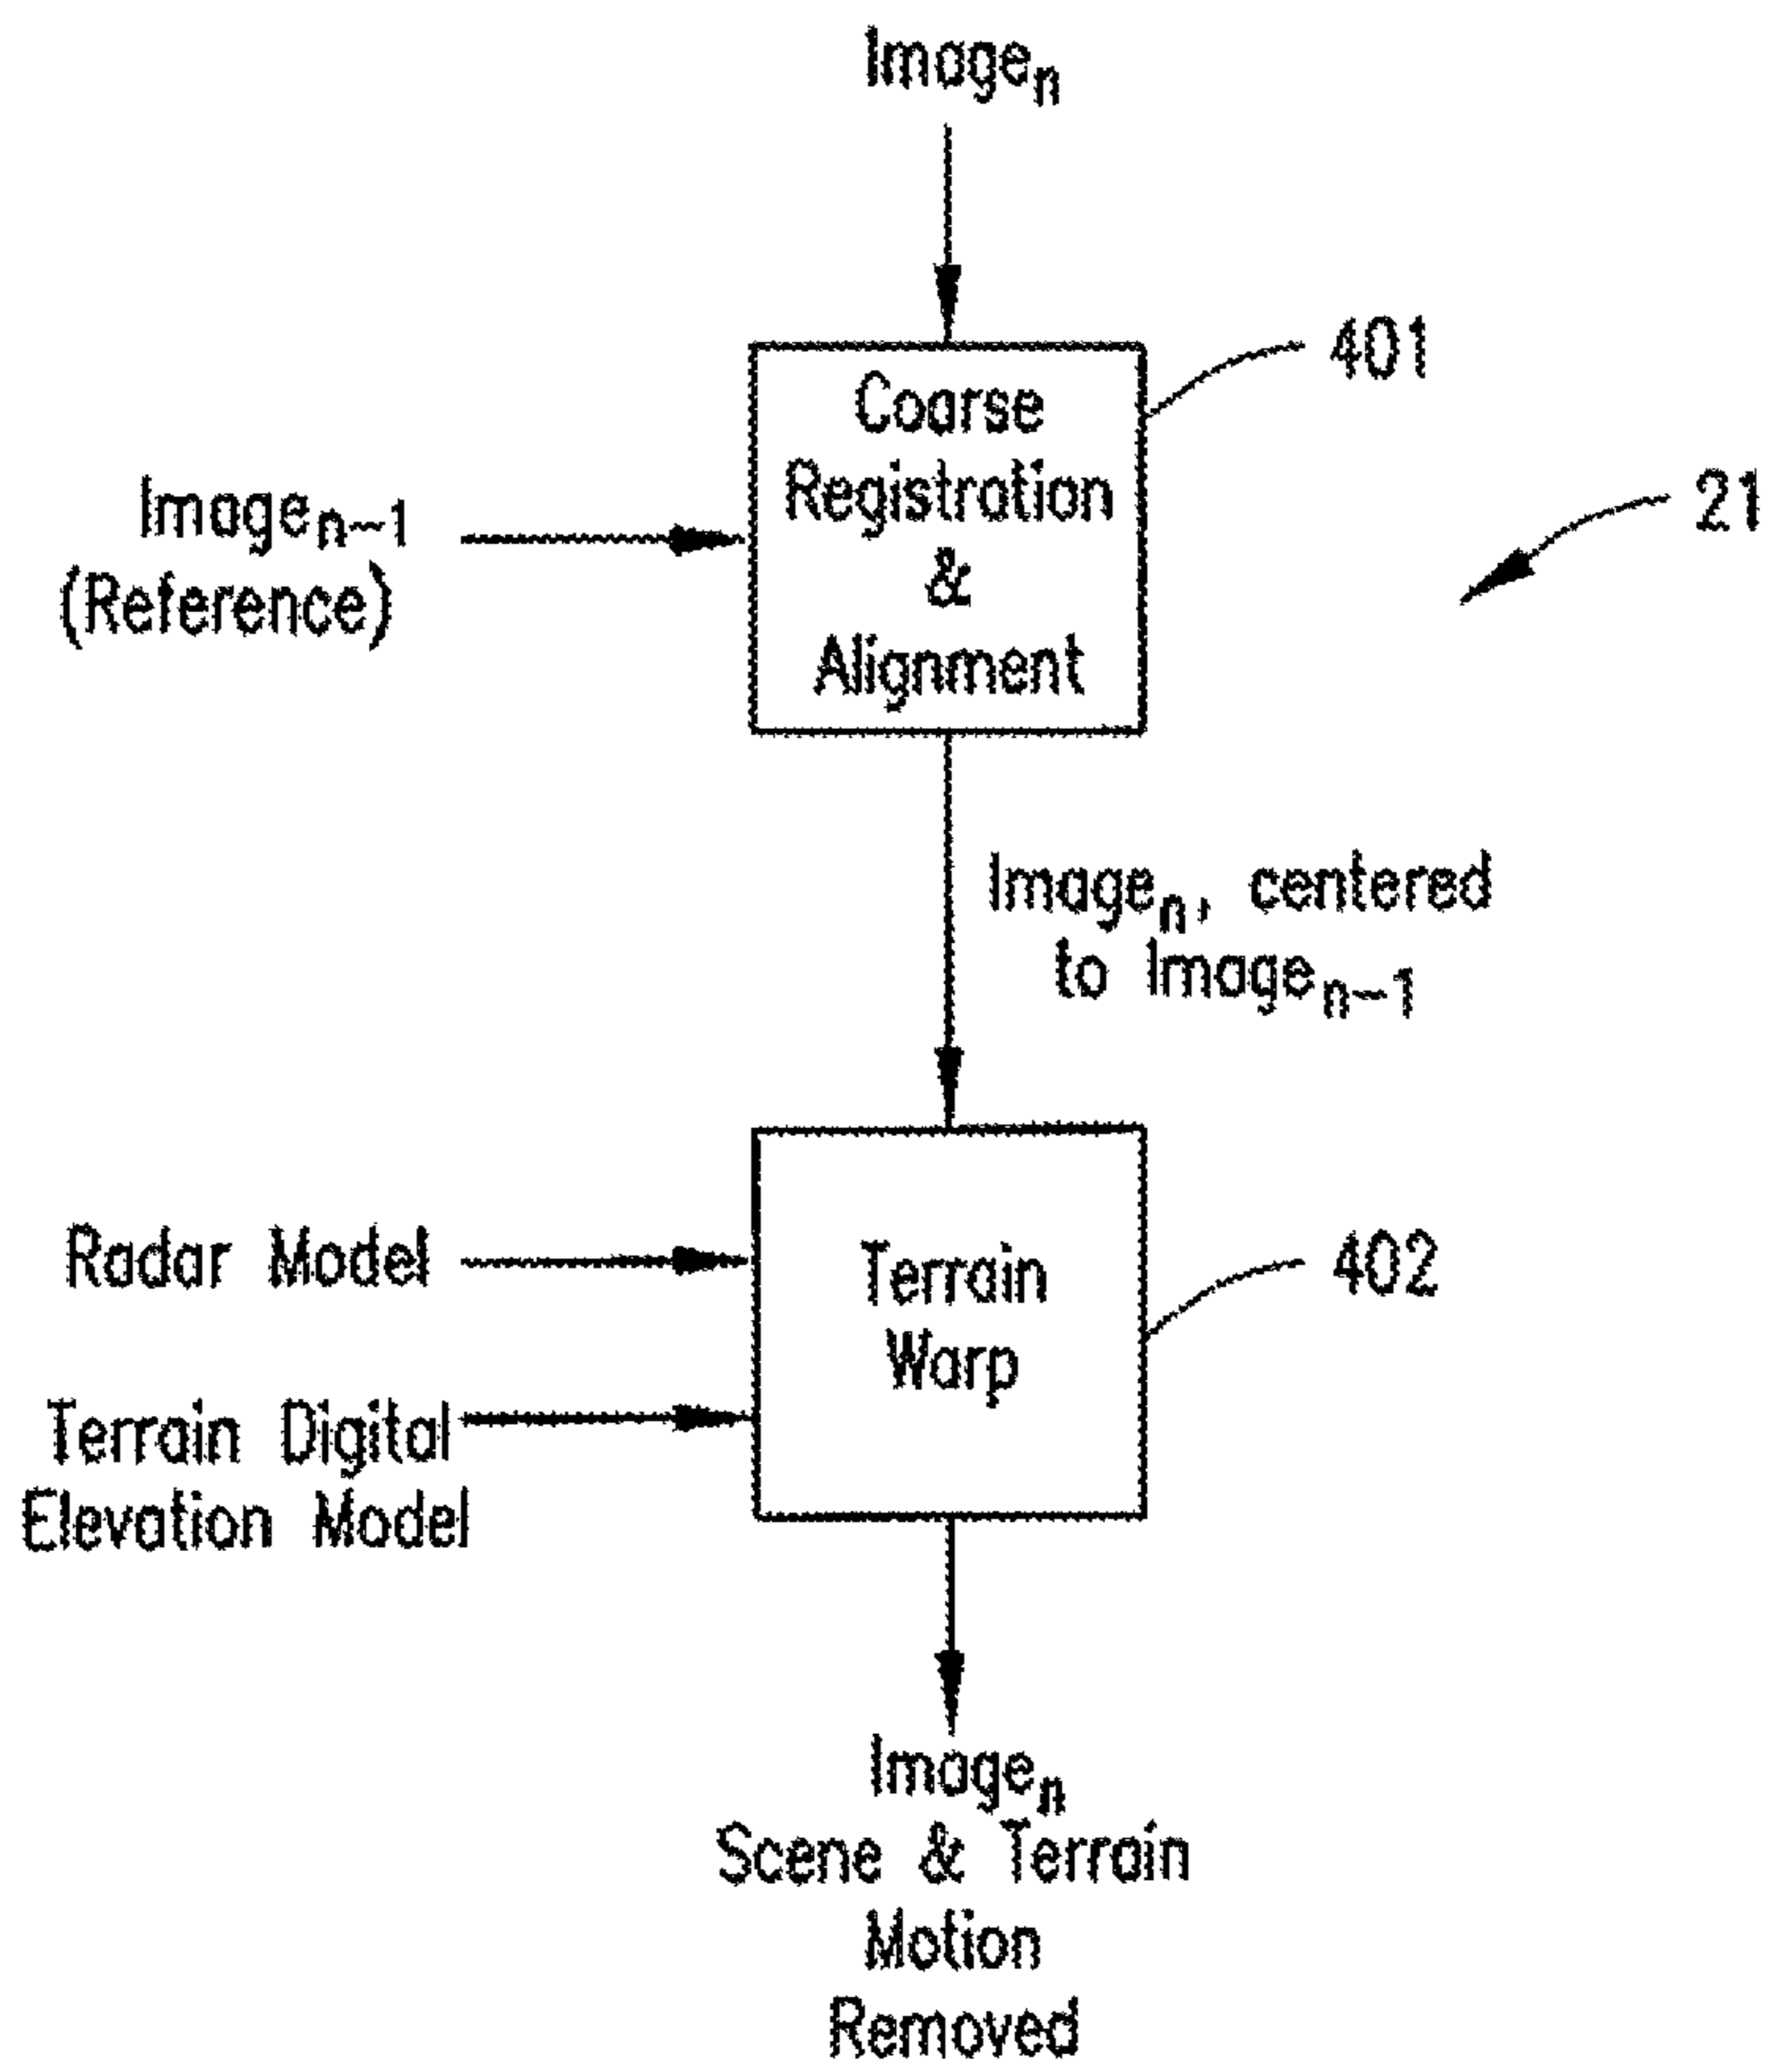 Imageₙ
401
Coarse
Registration
&
Alignment
21
Imageₙ₋₁
(Reference)
Imageₙ, centered
to Imageₙ₋₁
Radar Model
Terrain
Warp
402
Terrain Digital
Elevation Model
Imageₙ
Scene & Terrain
Motion
Removed